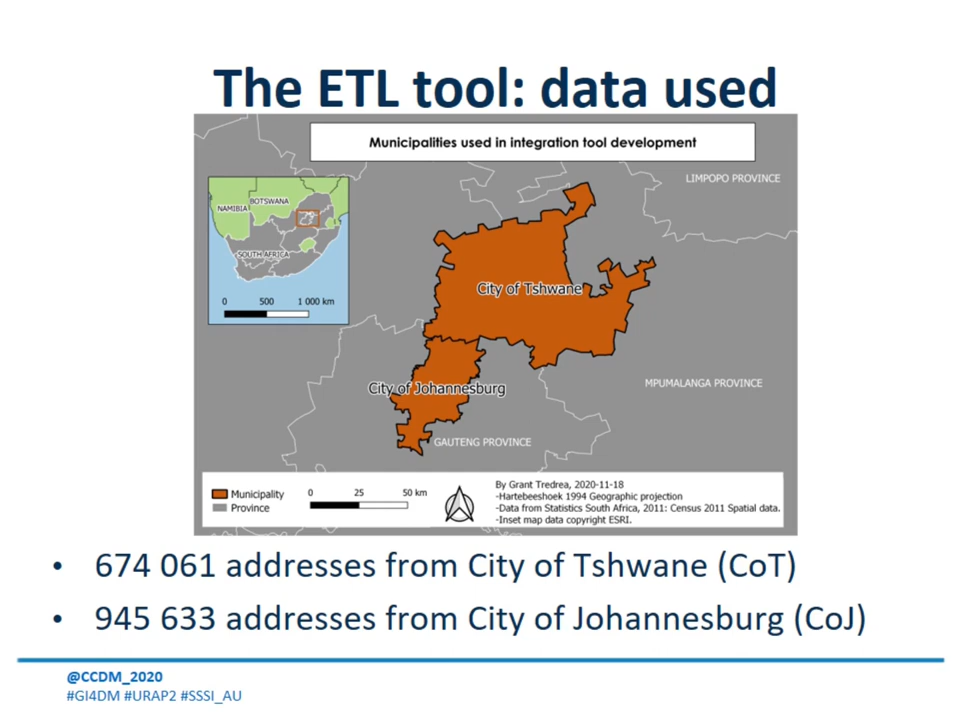 The ETL tool: data used
Municipalities used in integration tool development
LIMPOPO PROVINCE
NAMIBIA
BOTSWANA
SOUTH AFRICA
0 500 1 000 km
City of Tshwane
MPUMALANGA PROVINCE
City of Johannesburg
GAUTENG PROVINCE
Municipality
Province
0 25 50 km
By Grant Tredrea, 2020-11-18
-Hartebeeshoek 1994 Geographic projection
-Data from Statistics South Africa, 2011: Census 2011 Spatial data.
-Inset map data copyright ESRI.
• 674 061 addresses from City of Tshwane (CoT)
• 945 633 addresses from City of Johannesburg (CoJ)
@CCDM_2020
#GI4DM #URAP2 #SSSI_AU